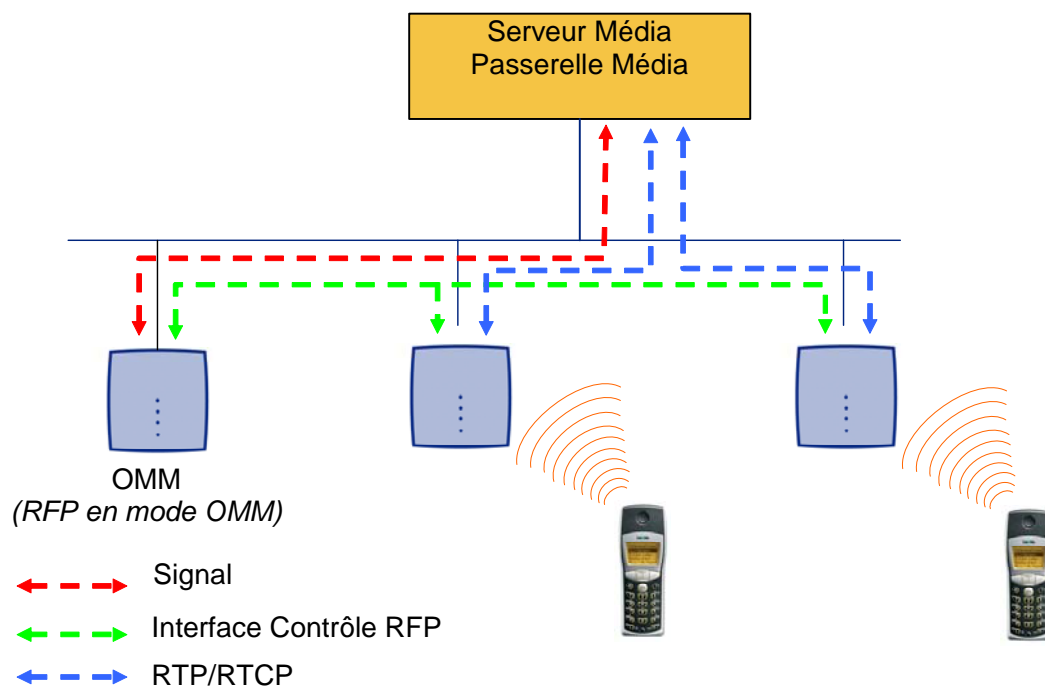 Serveur Média
Passerelle Média
OMM
(RFP en mode OMM)
Signal
Interface Contrôle RFP
RTP/RTCP